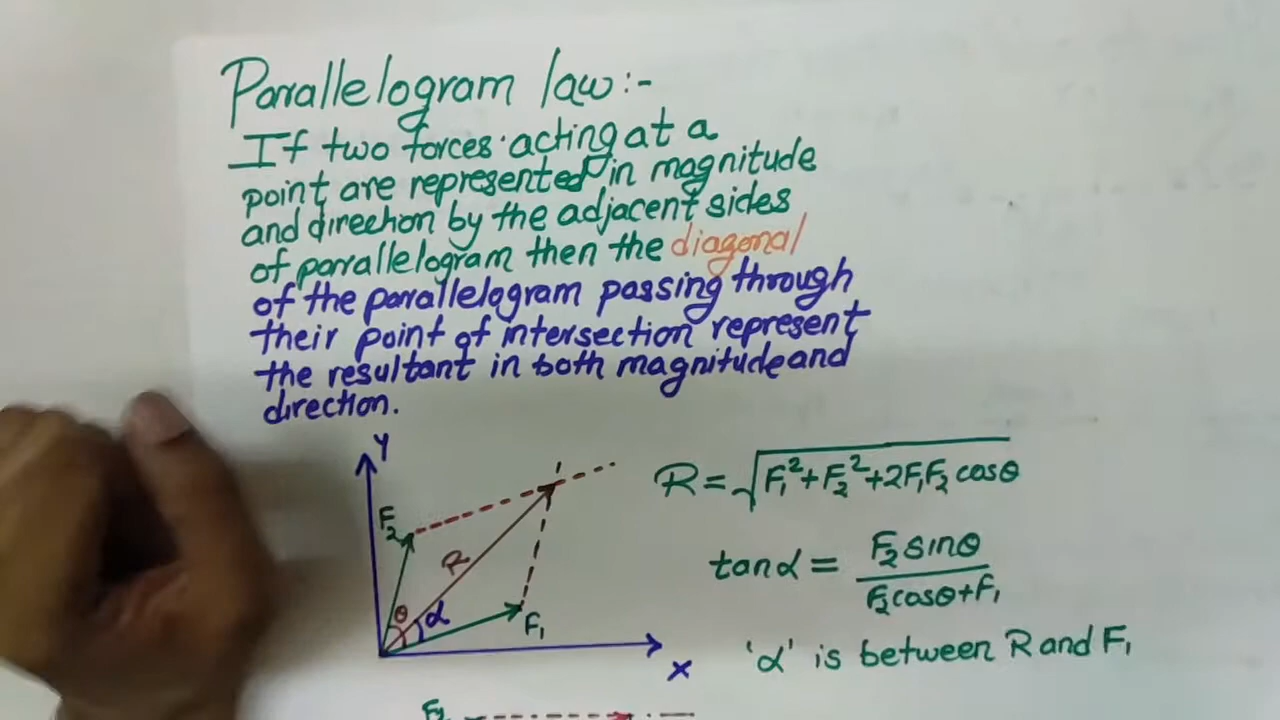 Parallelogram law:-
If two forces acting at a
point are represented in magnitude
and direction by the adjacent sides
of parallelogram then the diagonal
of the parallelogram passing through
their point of intersection represent
the resultant in both magnitude and
direction.
Y
F₂
R
θ
α
F₁
X
R = √F₁²+F₂²+2F₁F₂ cosθ
tanα = F₂ sinθ / F₂cosθ+F₁
'α' is between R and F₁